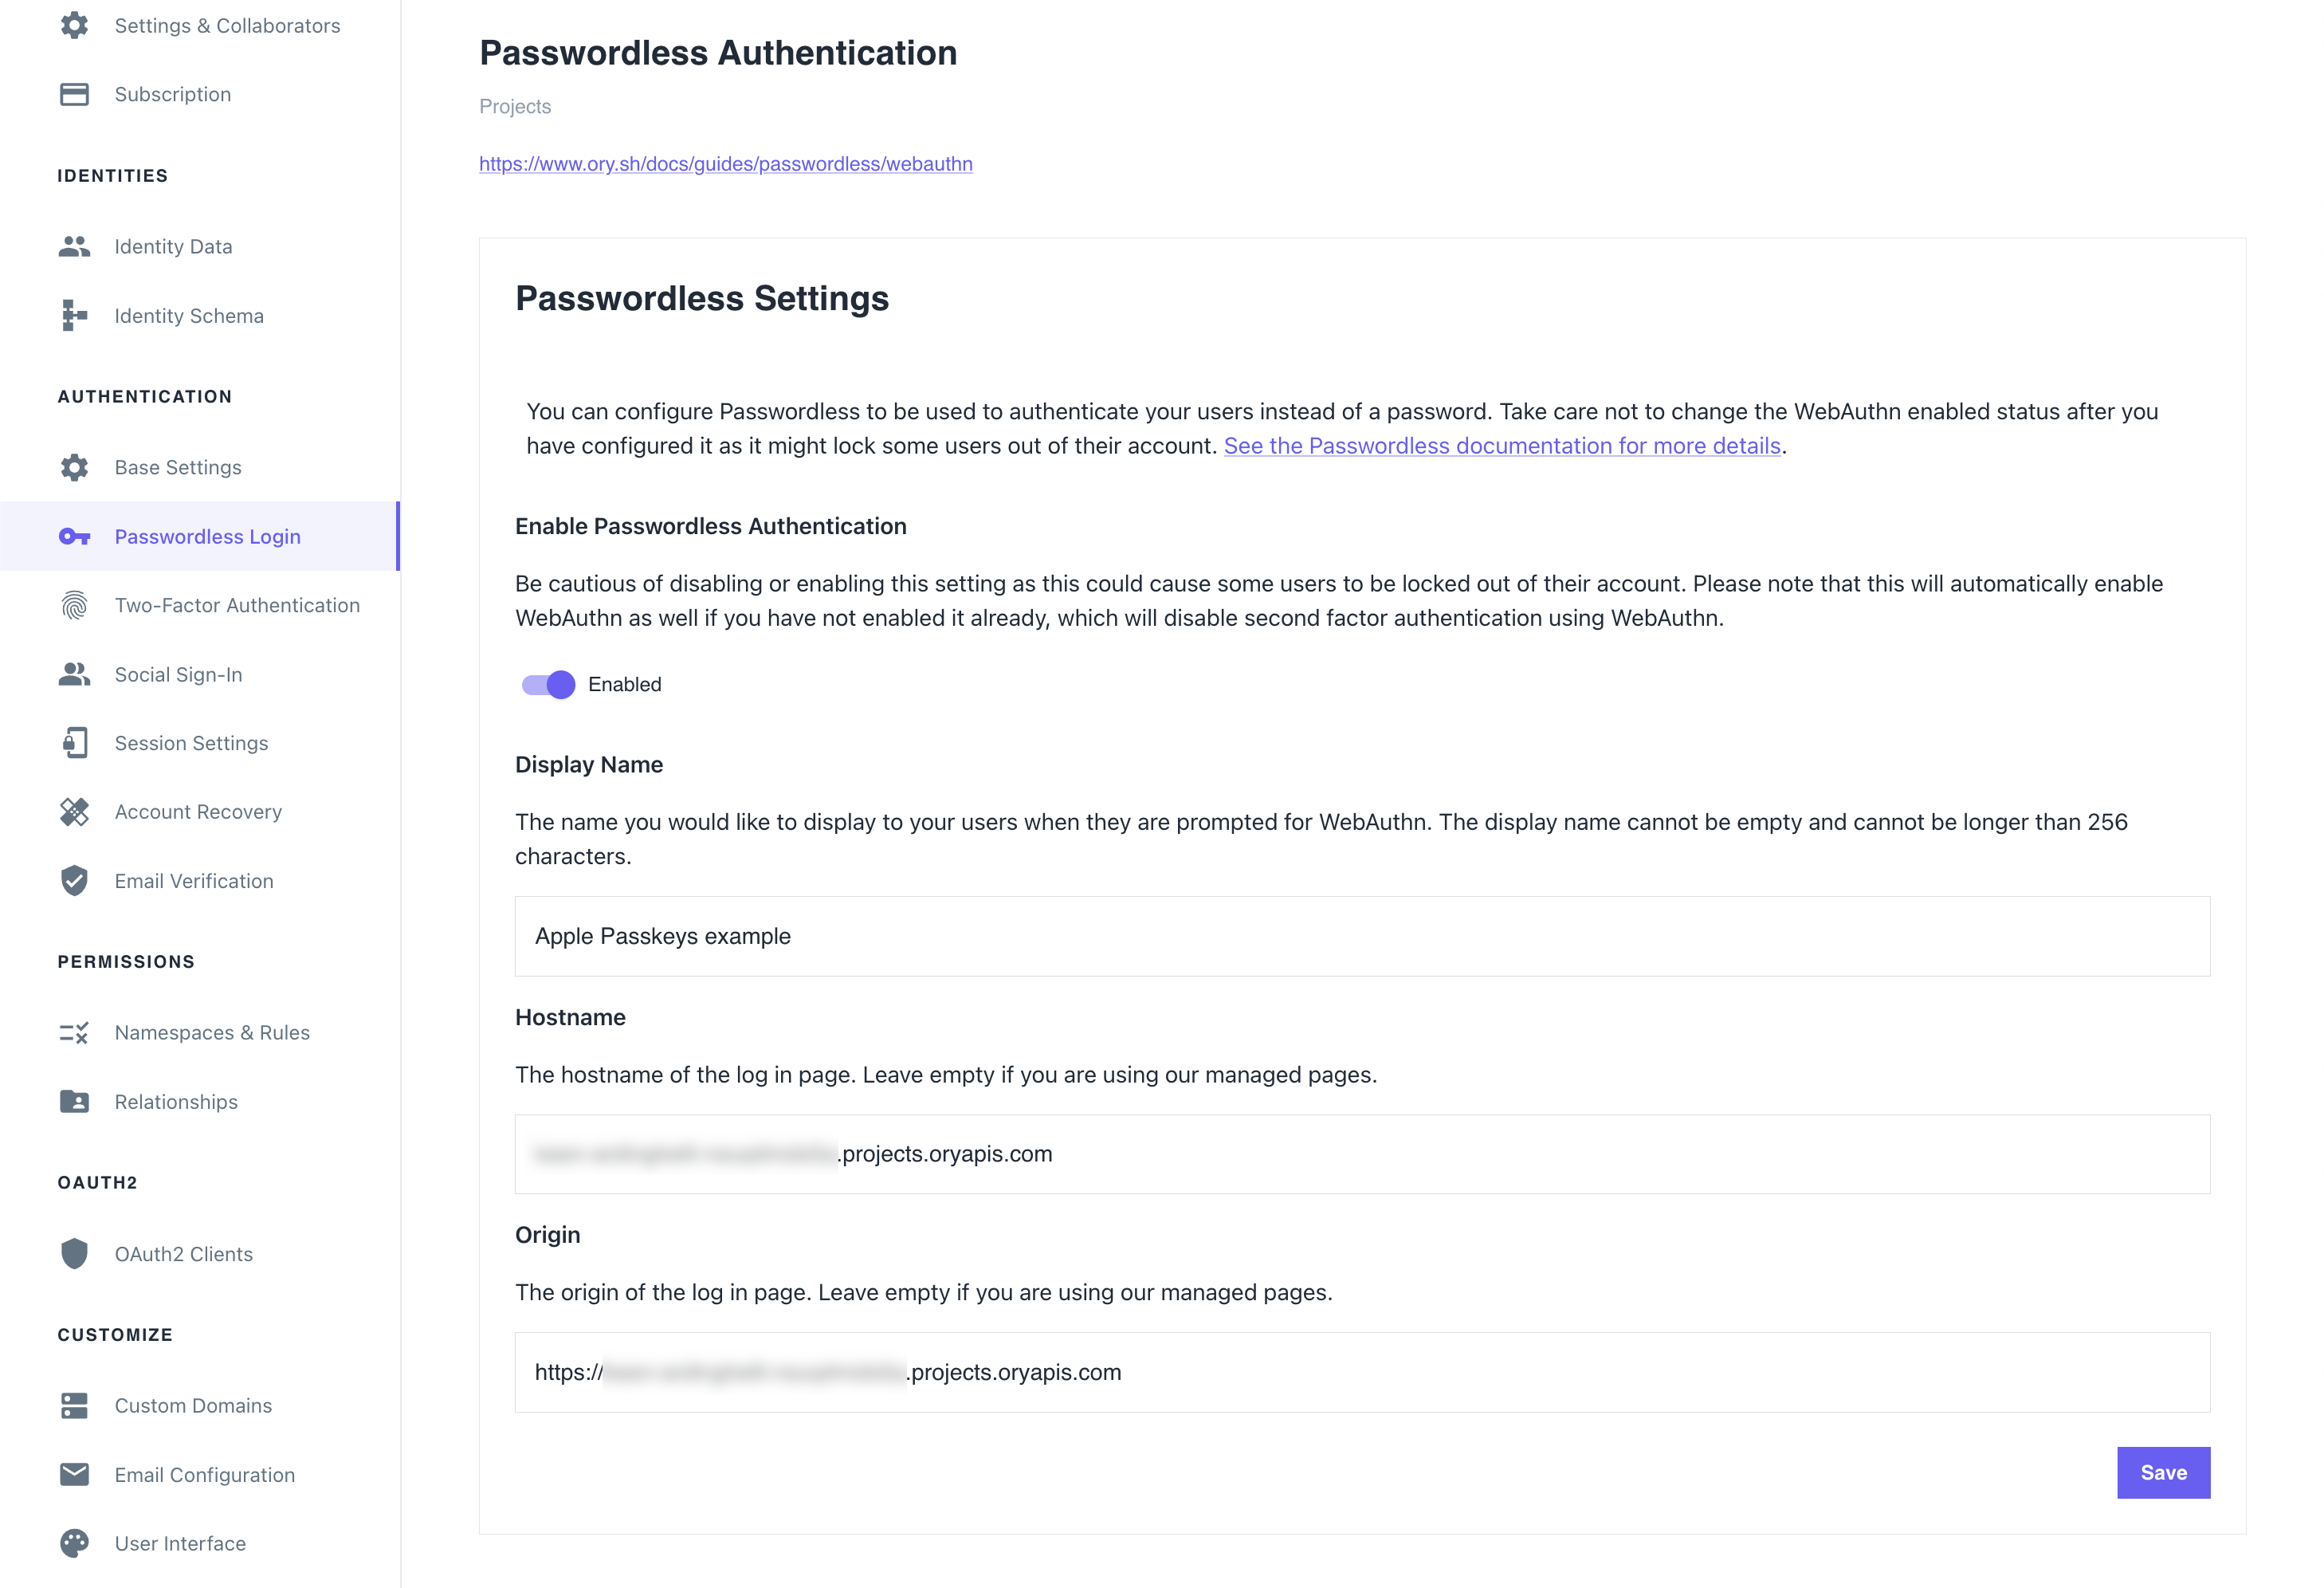 Settings & Collaborators
Subscription
IDENTITIES
Identity Data
Identity Schema
AUTHENTICATION
Base Settings
Passwordless Login
Two-Factor Authentication
Social Sign-In
Session Settings
Account Recovery
Email Verification
PERMISSIONS
Namespaces & Rules
Relationships
OAUTH2
OAuth2 Clients
CUSTOMIZE
Custom Domains
Email Configuration
User Interface
Passwordless Authentication
Projects
https://www.ory.sh/docs/guides/passwordless/webauthn
Passwordless Settings
You can configure Passwordless to be used to authenticate your users instead of a password. Take care not to change the WebAuthn enabled status after you
have configured it as it might lock some users out of their account. See the Passwordless documentation for more details.
Enable Passwordless Authentication
Be cautious of disabling or enabling this setting as this could cause some users to be locked out of their account. Please note that this will automatically enable
WebAuthn as well if you have not enabled it already, which will disable second factor authentication using WebAuthn.
Enabled
Display Name
The name you would like to display to your users when they are prompted for WebAuthn. The display name cannot be empty and cannot be longer than 256
characters.
Apple Passkeys example
Hostname
The hostname of the log in page. Leave empty if you are using our managed pages.
.projects.oryapis.com
Origin
The origin of the log in page. Leave empty if you are using our managed pages.
https:// .projects.oryapis.com
Save